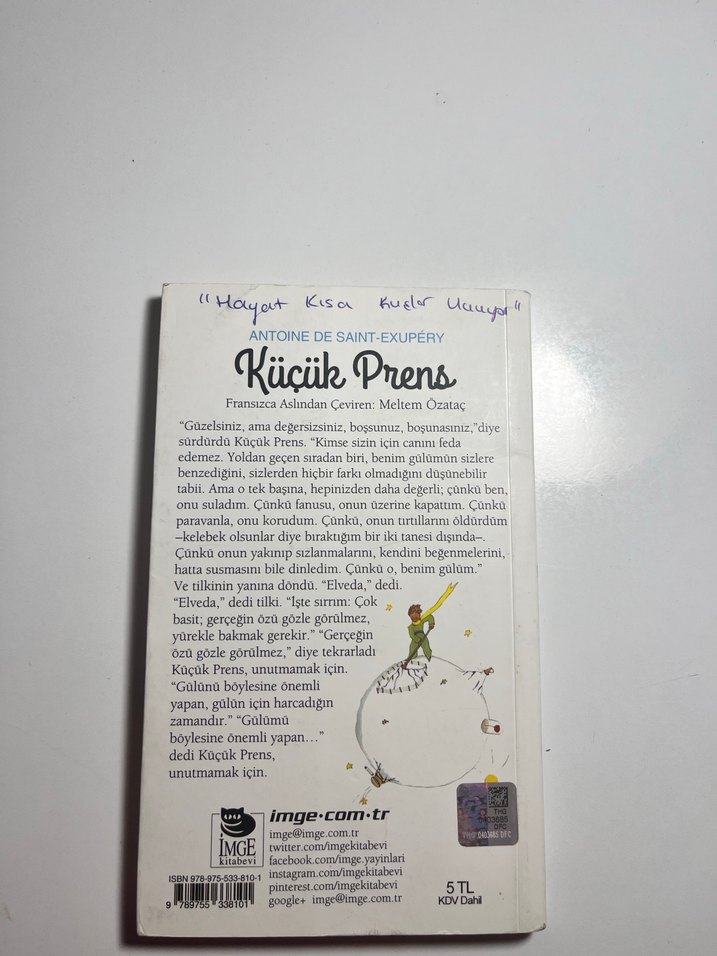 "Hayat Kısa Kuşlar Uçuyor"
ANTOINE DE SAINT-EXUPÉRY
Küçük Prens
Fransızca Aslından Çeviren: Meltem Özataç
"Güzelsiniz, ama değersizsiniz, boşsunuz, boşunasınız,"diye
sürdürdü Küçük Prens. "Kimse sizin için canını feda
edemez. Yoldan geçen sıradan biri, benim gülümün sizlere
benzediğini, sizlerden hiçbir farkı olmadığını düşünebilir
tabii. Ama o tek başına, hepinizden daha değerli; çünkü ben,
onu suladım. Çünkü fanusu, onun üzerine kapattım. Çünkü
paravanla, onu korudum. Çünkü, onun tırtıllarını öldürdüm
–kelebek olsunlar diye bıraktığım bir iki tanesi dışında–.
Çünkü onun yakınıp sızlanmalarını, kendini beğenmelerini,
hatta susmasını bile dinledim. Çünkü o, benim gülüm."
Ve tilkinin yanına döndü. "Elveda," dedi.
"Elveda," dedi tilki. "İşte sırrım: Çok
basit; gerçeğin özü gözle görülmez,
yürekle bakmak gerekir." "Gerçeğin
özü gözle görülmez," diye tekrarladı
Küçük Prens, unutmamak için.
"Gülünü böylesine önemli
yapan, gülün için harcadığın
zamandır." "Gülümü
böylesine önemli yapan..."
dedi Küçük Prens,
unutmamak için.
İMGE
kitabevi
imge•com•tr
imge@imge.com.tr
twitter.com/imgekitabevi
facebook.com/imge.yayinlari
instagram.com/imgekitabevi
pinterest.com/imgekitabevi
google+ imge@imge.com.tr
ISBN 978-975-533-810-1
9 789755 338101
THG
0403685
DFC
THG 0403685 DFC
5 TL
KDV Dahil